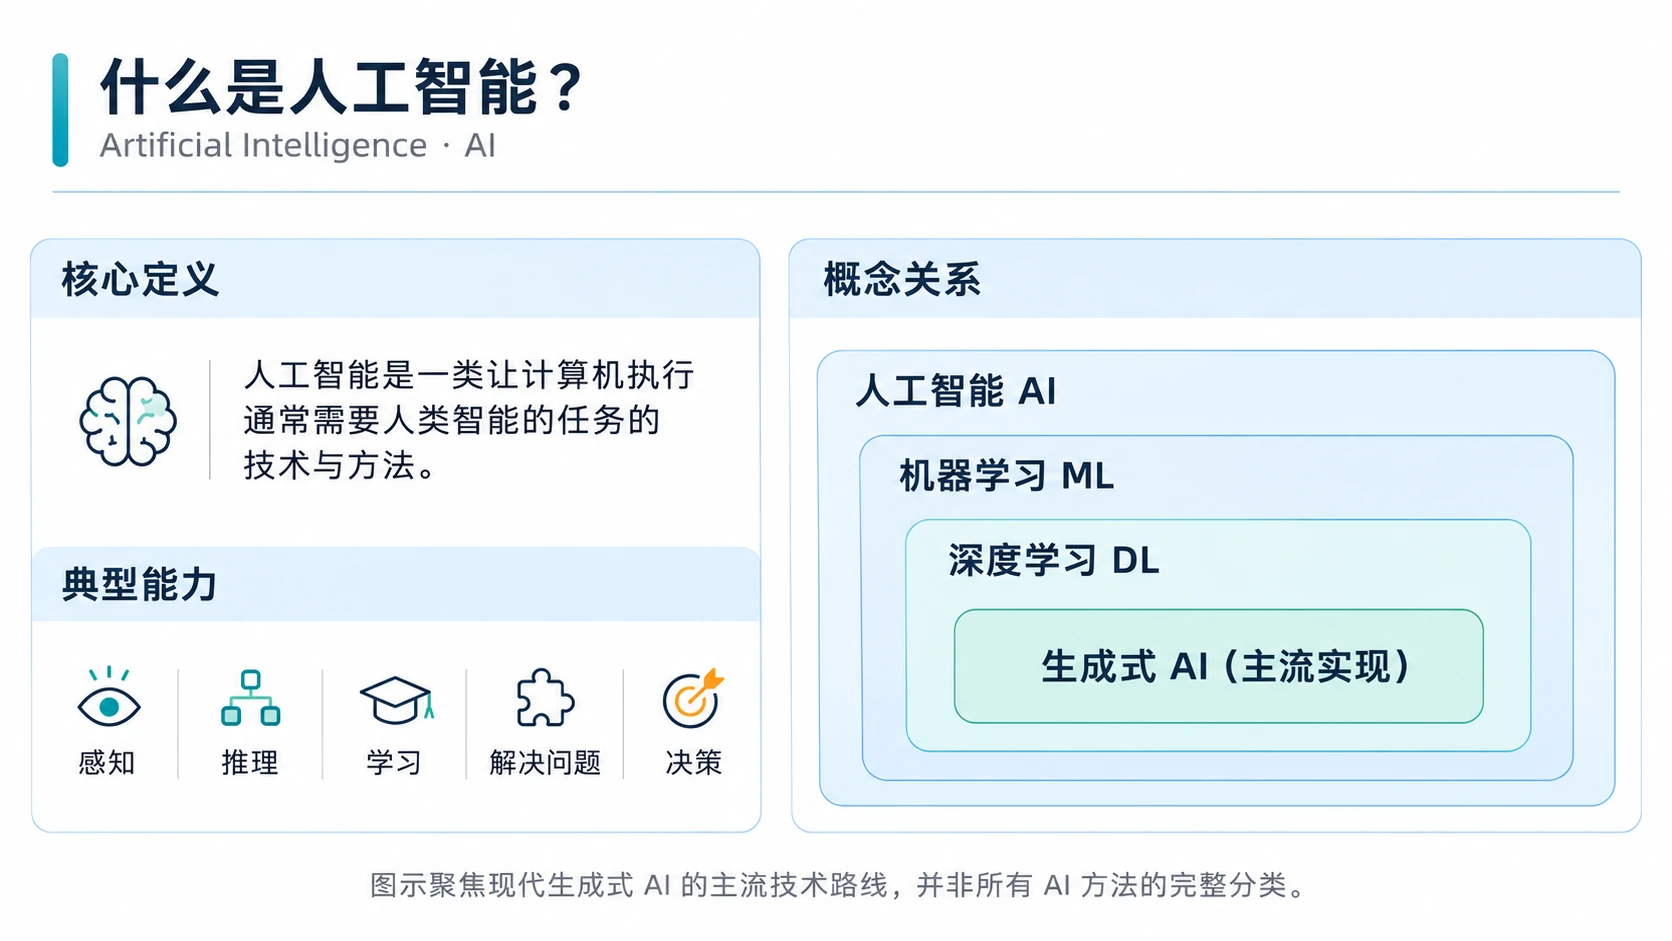 什么是人工智能？
Artificial Intelligence · AI
核心定义
人工智能是一类让计算机执行
通常需要人类智能的任务的
技术与方法。
典型能力
感知
推理
学习
解决问题
决策
概念关系
人工智能 AI
机器学习 ML
深度学习 DL
生成式 AI (主流实现)
图示聚焦现代生成式 AI 的主流技术路线，并非所有 AI 方法的完整分类。